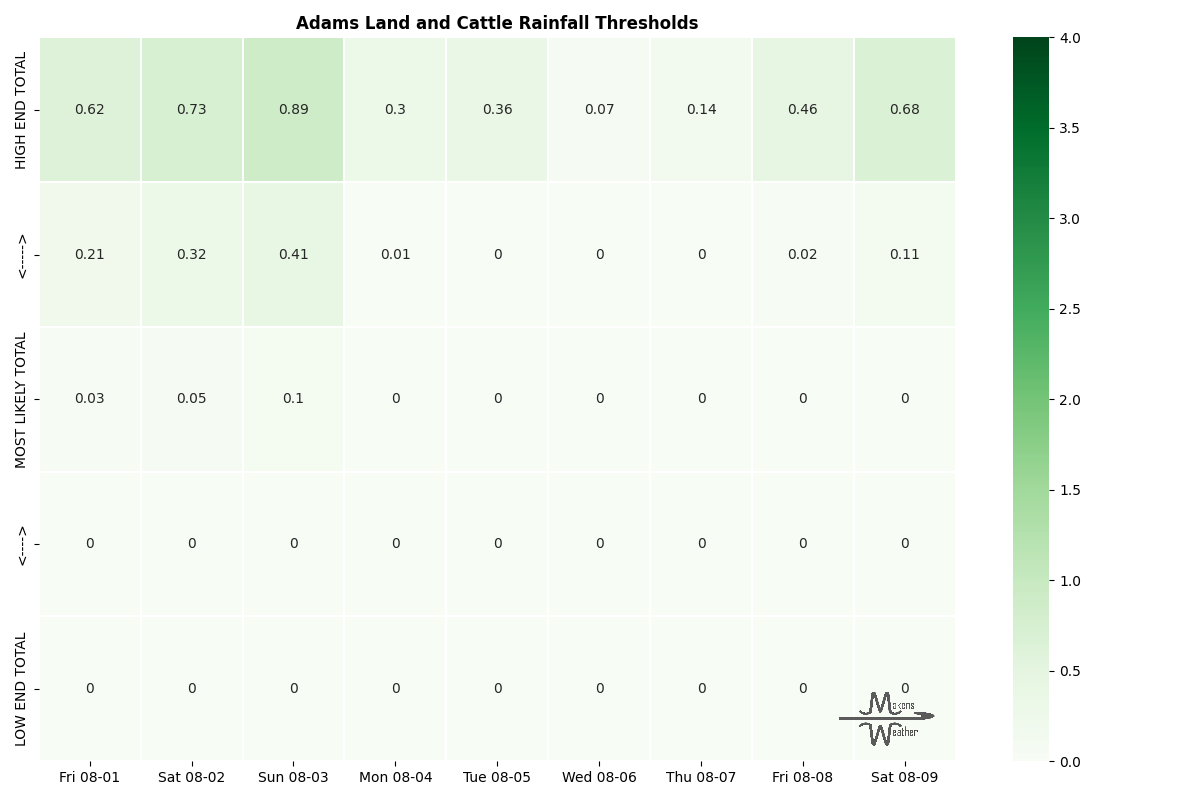 Adams Land and Cattle Rainfall Thresholds
HIGH END TOTAL
0.62 0.73 0.89 0.3 0.36 0.07 0.14 0.46 0.68
<----->
0.21 0.32 0.41 0.01 0 0 0 0.02 0.11
MOST LIKELY TOTAL
0.03 0.05 0.1 0 0 0 0 0 0
<---->
0 0 0 0 0 0 0 0 0
LOW END TOTAL
0 0 0 0 0 0 0 0 0
Makens
Weather
Fri 08-01 Sat 08-02 Sun 08-03 Mon 08-04 Tue 08-05 Wed 08-06 Thu 08-07 Fri 08-08 Sat 08-09
4.0
3.5
3.0
2.5
2.0
1.5
1.0
0.5
0.0